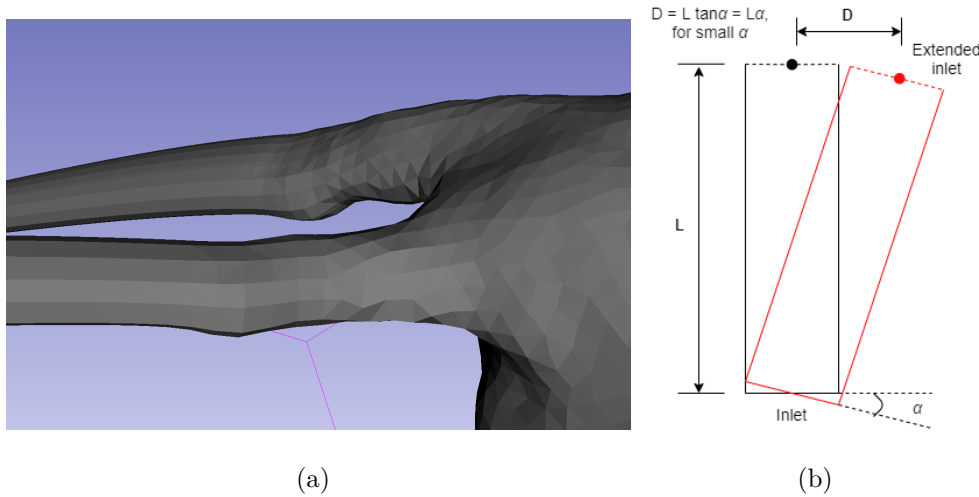 D = L tanα = Lα,
for small α
D
Extended
inlet
L
Inlet
α
(a)
(b)